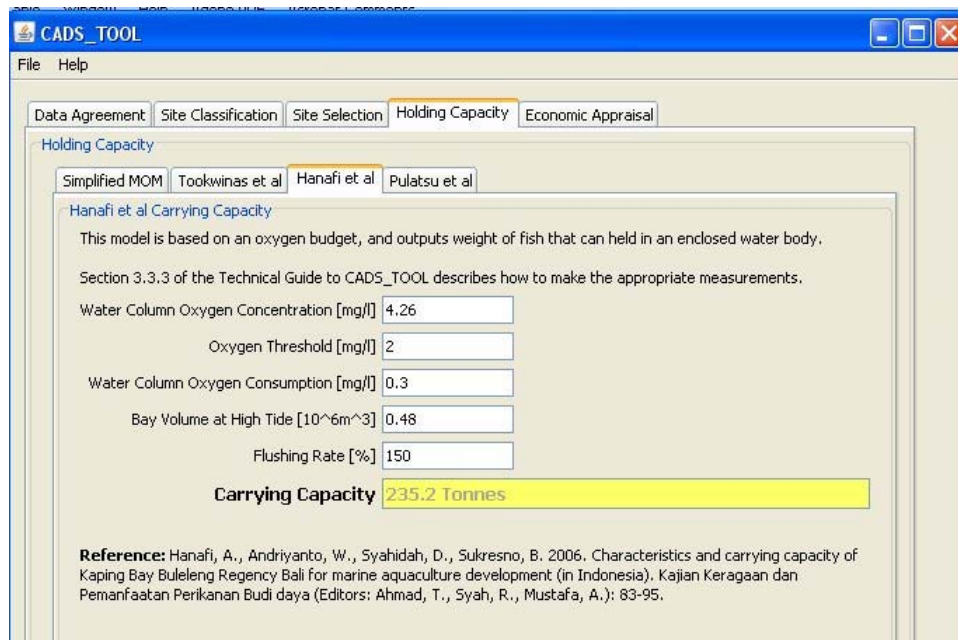 CADS_TOOL
File Help
Data Agreement Site Classification Site Selection Holding Capacity Economic Appraisal
Holding Capacity
Simplified MOM Tookwinas et al Hanafi et al Pulatsu et al
Hanafi et al Carrying Capacity
This model is based on an oxygen budget, and outputs weight of fish that can held in an enclosed water body.
Section 3.3.3 of the Technical Guide to CADS_TOOL describes how to make the appropriate measurements.
Water Column Oxygen Concentration [mg/l] 4.26
Oxygen Threshold [mg/l] 2
Water Column Oxygen Consumption [mg/l] 0.3
Bay Volume at High Tide [10^6m^3] 0.48
Flushing Rate [%] 150
Carrying Capacity 235.2 Tonnes
Reference: Hanafi, A., Andriyanto, W., Syahidah, D., Sukresno, B. 2006. Characteristics and carrying capacity of
Kaping Bay Buleleng Regency Bali for marine aquaculture development (in Indonesia). Kajian Keragaan dan
Pemanfaatan Perikanan Budi daya (Editors: Ahmad, T., Syah, R., Mustafa, A.): 83-95.